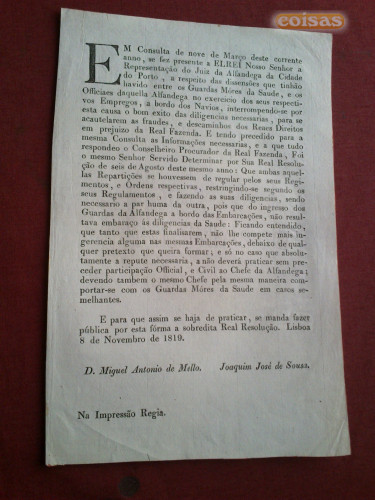 coisas
EM Consulta de nove de Março deste corrente
anno, se fez presente a ELREI Nosso Senhor a
Representação do Juiz da Alfandega da Cidade
do Porto, a respeito das dissensões que tinhão
havido entre os Guardas Móres da Saude, e os
Officiaes daquella Alfandega no exercicio dos seus respecti-
vos Empregos, a bordo dos Navios, interrompendo-se por
esta causa o bom exito das diligencias necessarias, para se
acautelarem as fraudes, e descaminhos dos Reaes Direitos
em prejuizo da Real Fazenda. E tendo precedido para a
mesma Consulta as Informações necessarias, e a que tudo
respondeo o Conselheiro Procurador da Real Fazenda, Foi
o mesmo Senhor Servido Determinar por Sua Real Resolu-
ção de seis de Agosto deste mesmo anno: Que ambas aquel-
las Repartições se houvessem de regular pelos seus Regi-
mentos, e Ordens respectivas, restringindo-se segundo os
seus Regulamentos, e fazendo as suas diligencias, sendo
necessario a par huma da outra, pois que do ingresso dos
Guardas da Alfandega a bordo das Embarcações, não resul-
tava embaraço ás diligencias da Saude: Ficando entendido,
que tanto que estas finalisarem, não lhe compete mais in-
gerencia alguna nas mesmas Embarcações, debaixo de qual-
quer pretexto que queira formar, e só no caso que abso-
lutamente a repute necessaria, a não deverá praticar sem pre-
ceder participação Official, e Civil ao Chefe da Alfandega;
devendo tambem o mesmo Chefe pela mesma maneira com-
portar-se com os Guardas Móres da Saude em casos se-
melhantes.
E para que assim se haja de praticar, se manda fazer
pública por esta fórma a sobredita Real Resolução. Lisboa
8 de Novembro de 1819.
D. Miguel Antonio de Mello. Joaquim José de Sousa.
Na Impressão Regia.